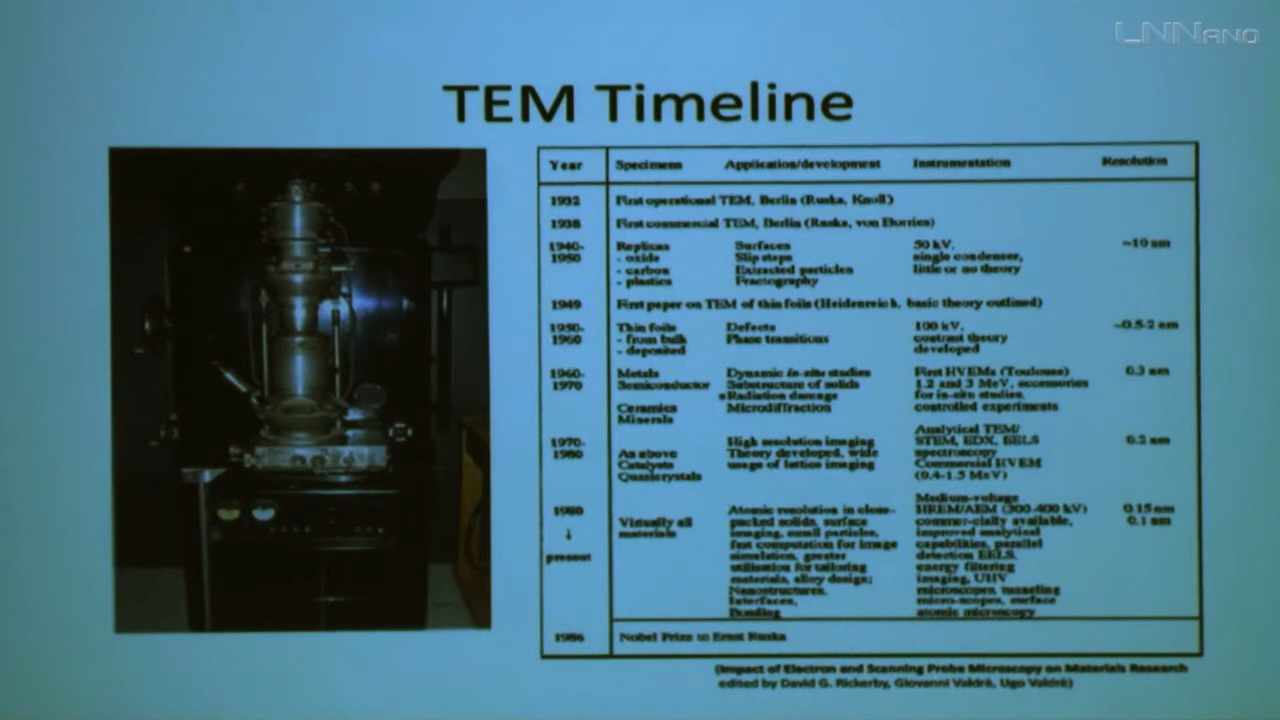 LNNANO
TEM Timeline
Year Specimens Application/development Instrumentation Resolution
1932 First operational TEM, Berlin (Ruska, Knoll)
1938 First commercial TEM, Berlin (Ruska, von Borries)
1940- Replicas Surfaces 50 kV, ~10 nm
1950 - oxide Slip steps single condenser,
- carbon Extracted particles little or no theory
- plastics Fractography
1949 First paper on TEM of thin foils (Heidenreich, basic theory outlined)
1950- Thin foils Defects 100 kV, ~0.5-2 nm
1960 - from bulk Phase transitions contrast theory
- deposited developed
1960- Metals Dynamic in-situ studies First HVEMs (Toulouse) 0.3 nm
1970 Semiconductor Substructure of solids 1.2 and 3 MeV, accessories
Radiation damage for in-situ studies,
Ceramics Microdiffraction controlled experiments
Minerals
Analytical TEM/
1970- High resolution imaging STEM, EDX, EELS 0.2 nm
1980 As above Theory developed, wide spectroscopy
Catalysts usage of lattice imaging Commercial HVEM
Quasicrystals (0.4-1.5 MeV)
Medium-voltage
1980 Atomic resolution in close- HREM/AEM (300-400 kV) 0.15 nm
↓ Virtually all packed solids, surface commer-cially available, 0.1 nm
materials imaging, small particles, improved analytical
fast computation for image capabilities, parallel
present simulation, greater detection EELS,
utilisation for tailoring energy filtering
materials, alloy design; imaging, UHV
Nanostructures, microscopes, tunneling
Interfaces, micro-scopes, surface
Bonding atomic microscopy
1986 Nobel Prize to Ernst Ruska
(Impact of Electron and Scanning Probe Microscopy on Materials Research
edited by David G. Rickerby, Giovanni Valdrè, Ugo Valdrè)